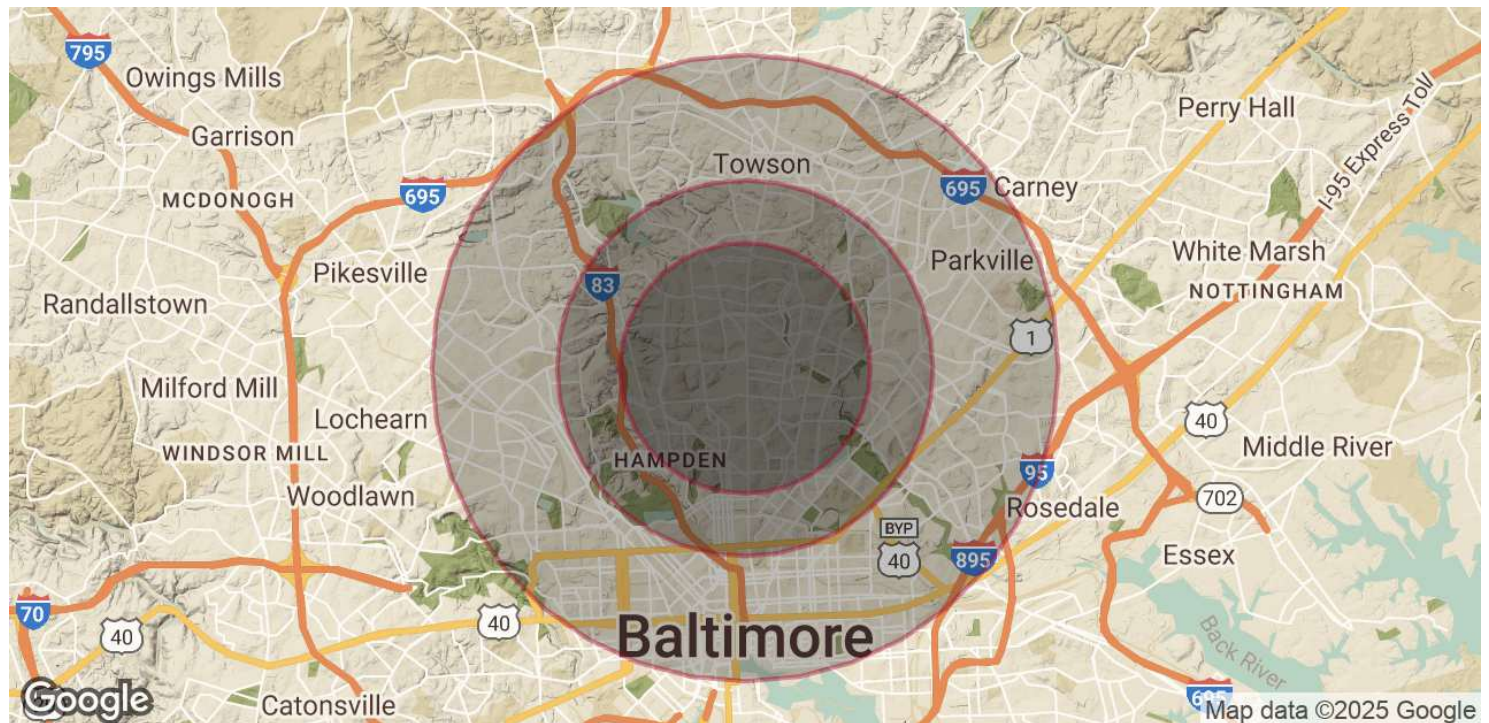 795
Owings Mills
Perry Hall
Garrison
I-95 Express Toll
Towson
MCDONOGH
695
695
Carney
White Marsh
Parkville
Pikesville
83
NOTTINGHAM
Randallstown
1
Milford Mill
Lochearn
40
WINDSOR MILL
HAMPDEN
Middle River
95
Woodlawn
702
Rosedale
BYP
40
895
Essex
70
40
40
Baltimore
Back River
Google
Catonsville
695
Map data ©2025 Google